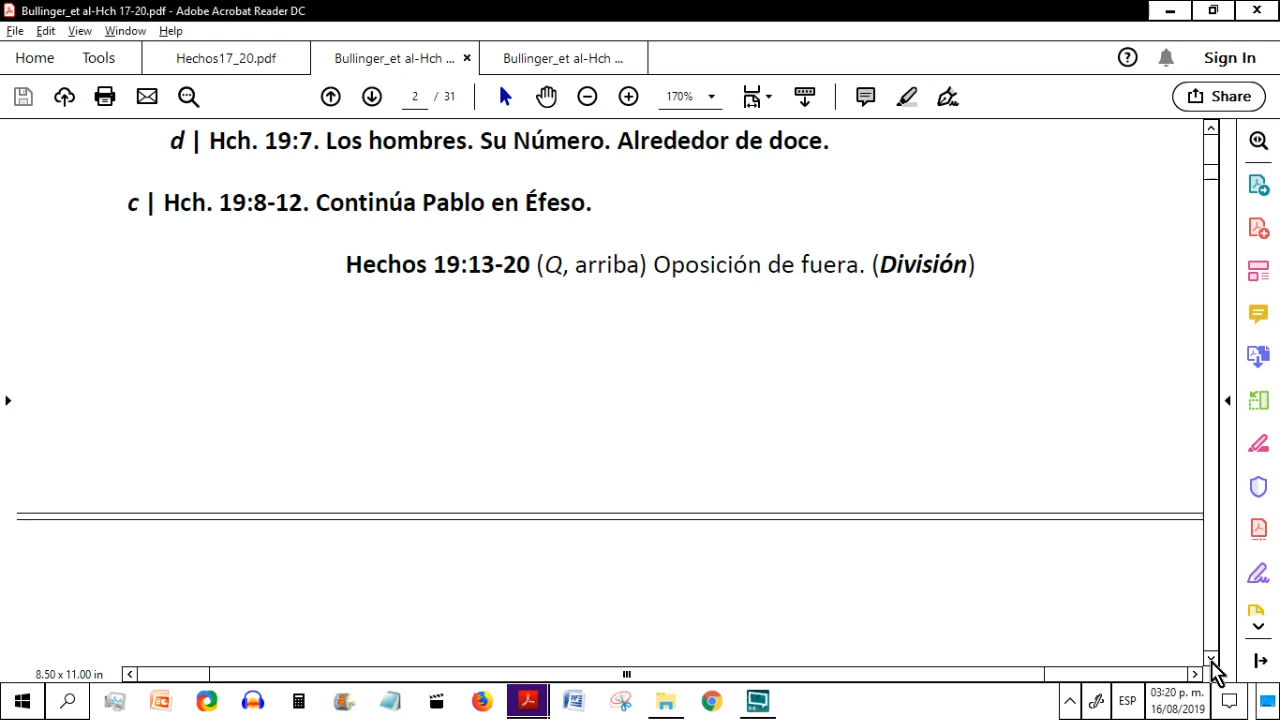 Bullinger_et al-Hch 17-20.pdf - Adobe Acrobat Reader DC
File Edit View Window Help
Home Tools Hechos17_20.pdf Bullinger_et al-Hch ... × Bullinger_et al-Hch ... Sign In
2 / 31 170% Share
d | Hch. 19:7. Los hombres. Su Número. Alrededor de doce.
c | Hch. 19:8-12. Continúa Pablo en Éfeso.
Hechos 19:13-20 (Q, arriba) Oposición de fuera. (División)
8.50 x 11.00 in
ESP 03:20 p. m.
16/08/2019